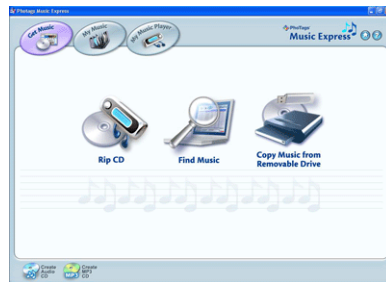 PhoTags Music Express
Get Music
My Music
My Music Player
PhoTags
Music Express
Rip CD
Find Music
Copy Music from
Removable Drive
Create
Audio
CD
Create
MP3
CD
MP3